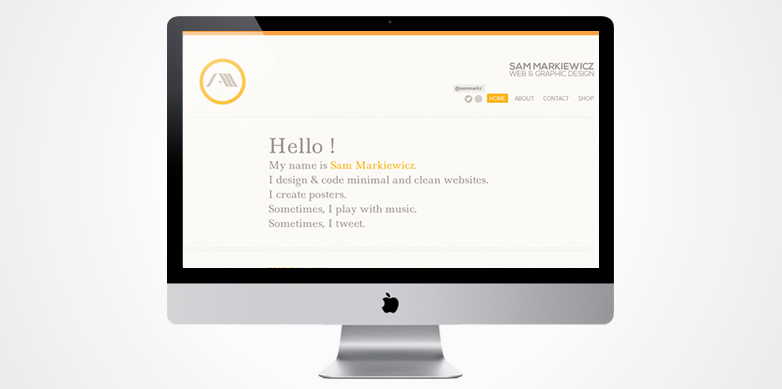 SAM MARKIEWICZ
WEB & GRAPHIC DESIGN
@sammarkz
HOME ABOUT CONTACT SHOP
Hello !
My name is Sam Markiewicz.
I design & code minimal and clean websites.
I create posters.
Sometimes, I play with music.
Sometimes, I tweet.